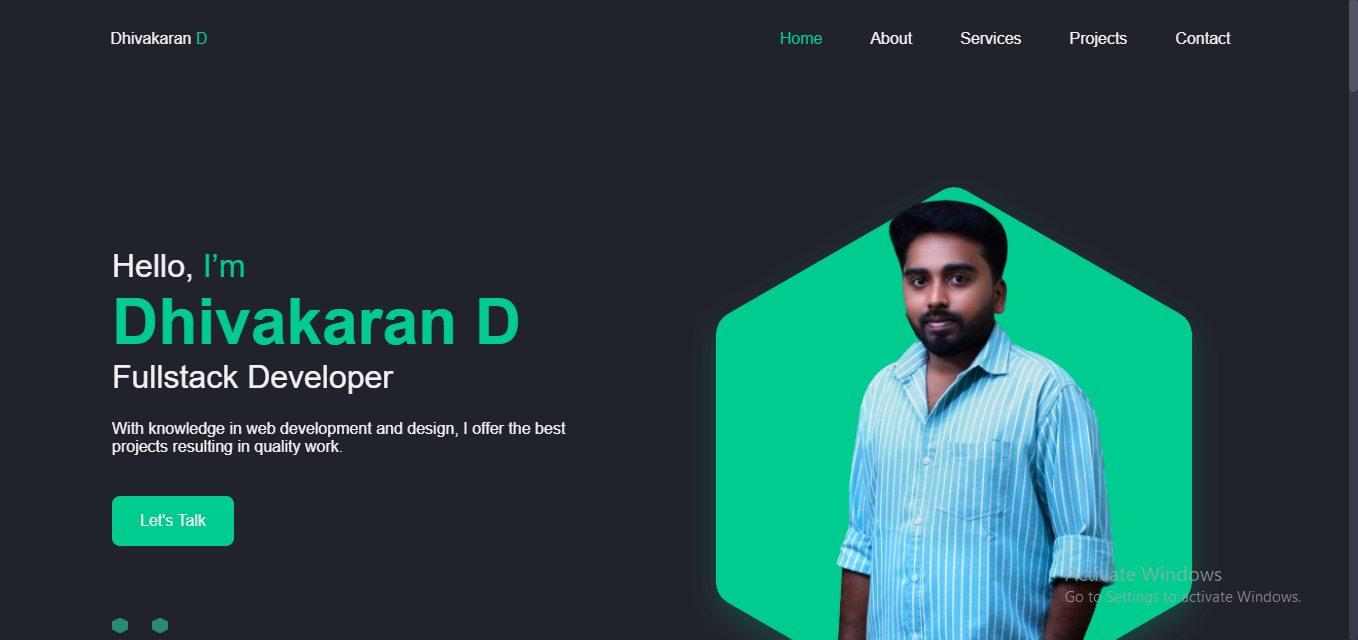 Dhivakaran D
Home About Services Projects Contact
Hello, I’m
Dhivakaran D
Fullstack Developer
With knowledge in web development and design, I offer the best
projects resulting in quality work.
Let's Talk
Activate Windows
Go to Settings to activate Windows.